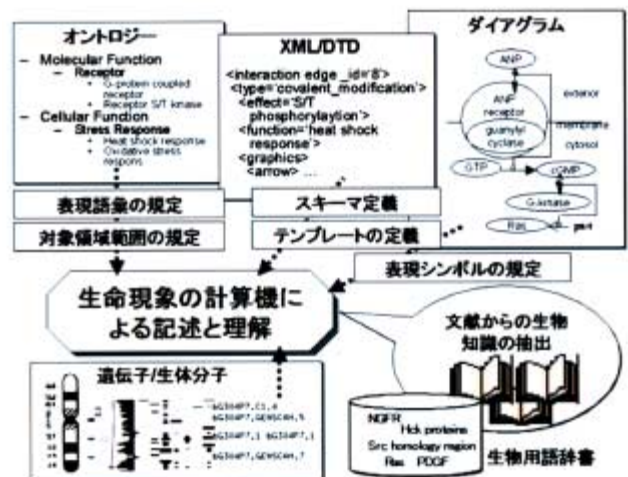 オントロジー
• Molecular Function
– Receptor
• G-protein coupled
receptor
• Receptor S/T kinase
• Cellular Function
– Stress Response
• Heat shock response
• Oxidative stress
respons
XML/DTD
<interaction edge _id='8'>
<type='covalent_modification'>
<effect='S/T
phosphorylaytion'>
<function='heat shock
response'>
<graphics>
<arrow> ...
ダイアグラム
ANP
ANP
receptor
guanylyl
cyclase
exterior
membrane
cytosol
GTP
cGMP
G-kinase
Ras
表現語彙の規定
対象領域範囲の規定
スキーマ定義
テンプレートの定義
表現シンボルの規定
生命現象の計算機に
よる記述と理解
文献からの生物
知識の抽出
遺伝子/生体分子
NGFR
Hck proteins
Src homology region
Ras PDGF
生物用語辞書